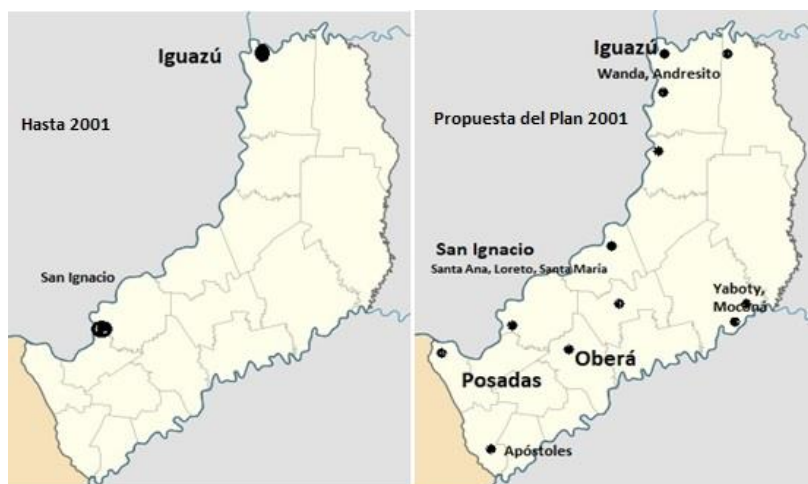 Iguazú
Hasta 2001
San Ignacio
Iguazú
Wanda, Andresito
Propuesta del Plan 2001
San Ignacio
Santa Ana, Loreto, Santa María
Yaboty,
Moconá
Oberá
Posadas
Apóstoles